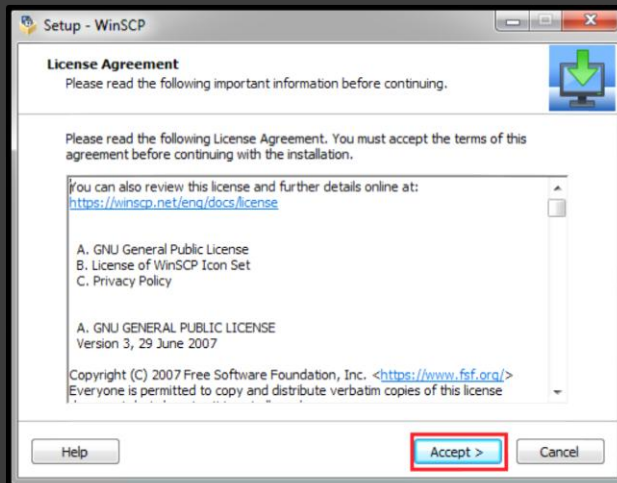 Setup - WinSCP
License Agreement
Please read the following important information before continuing.
Please read the following License Agreement. You must accept the terms of this
agreement before continuing with the installation.
You can also review this license and further details online at:
https://winscp.net/eng/docs/license
A. GNU General Public License
B. License of WinSCP Icon Set
C. Privacy Policy
A. GNU GENERAL PUBLIC LICENSE
Version 3, 29 June 2007
Copyright (C) 2007 Free Software Foundation, Inc. <https://www.fsf.org/>
Everyone is permitted to copy and distribute verbatim copies of this license
Help
Accept >
Cancel